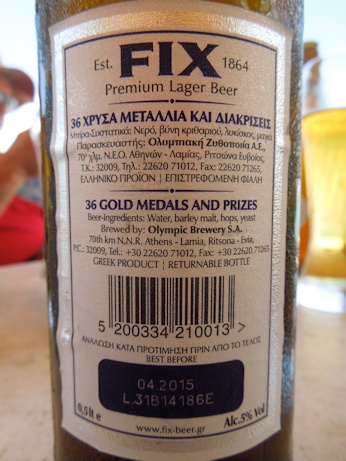 Est. FIX 1864
Premium Lager Beer
36 ΧΡΥΣΑ ΜΕΤΑΛΛΙΑ ΚΑΙ ΔΙΑΚΡΙΣΕΙΣ
Μπίρα-Συστατικά: Νερό, βύνη κριθαριού, λυκίσκος, μαγιά
Παρασκευαστής: Ολυμπιακή Ζυθοποιία Α.Ε.,
70° χλμ. Ν.Ε.Ο. Αθηνών - Λαμίας, Ριτσώνα Ευβοίας,
Τ.Κ.: 32009, Τηλ.: 22620 71012, Fax: 22620 71265,
ΕΛΛΗΝΙΚΟ ΠΡΟΪΟΝ | ΕΠΙΣΤΡΕΦΟΜΕΝΗ ΦΙΑΛΗ
36 GOLD MEDALS AND PRIZES
Beer-Ingredients: Water, barley malt, hops, yeast
Brewed by: Olympic Brewery S.A.
70th km N.N.R. Athens - Lamia, Ritsona - Evia,
P.C.: 32009, Tel.: +30 22620 71012, Fax: +30 22620 71265
GREEK PRODUCT | RETURNABLE BOTTLE
5 200334 210013 >
ΑΝΑΛΩΣΗ ΚΑΤΑ ΠΡΟΤΙΜΗΣΗ ΠΡΙΝ ΑΠΟ ΤΟ ΤΕΛΟΣ
BEST BEFORE
04.2015
L.31B14186E
0,5lt e
Alc.5% Vol
www.fix-beer.gr